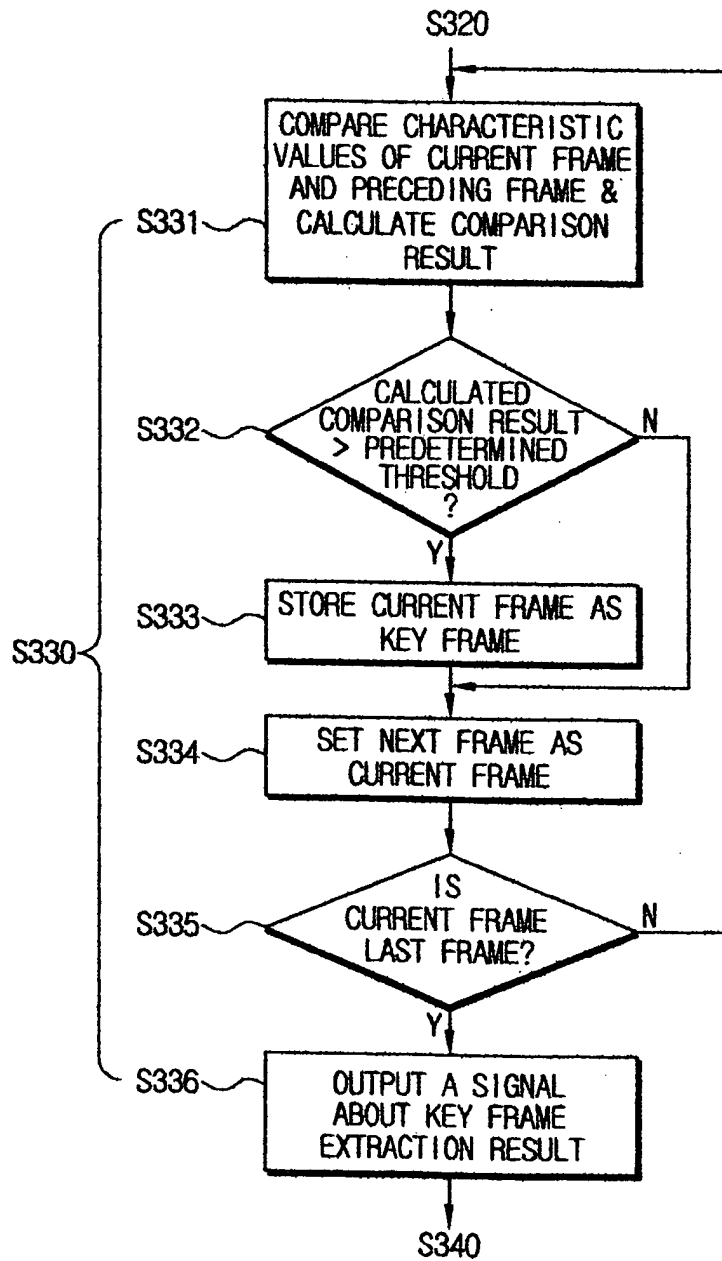 S320
COMPARE CHARACTERISTIC
VALUES OF CURRENT FRAME
AND PRECEDING FRAME &
CALCULATE COMPARISON
RESULT
S331
CALCULATED
COMPARISON RESULT
> PREDETERMINED
THRESHOLD
?
S332
N
Y
STORE CURRENT FRAME AS
KEY FRAME
S333
S330
SET NEXT FRAME AS
CURRENT FRAME
S334
IS
CURRENT FRAME
LAST FRAME?
S335
N
Y
OUTPUT A SIGNAL
ABOUT KEY FRAME
EXTRACTION RESULT
S336
S340